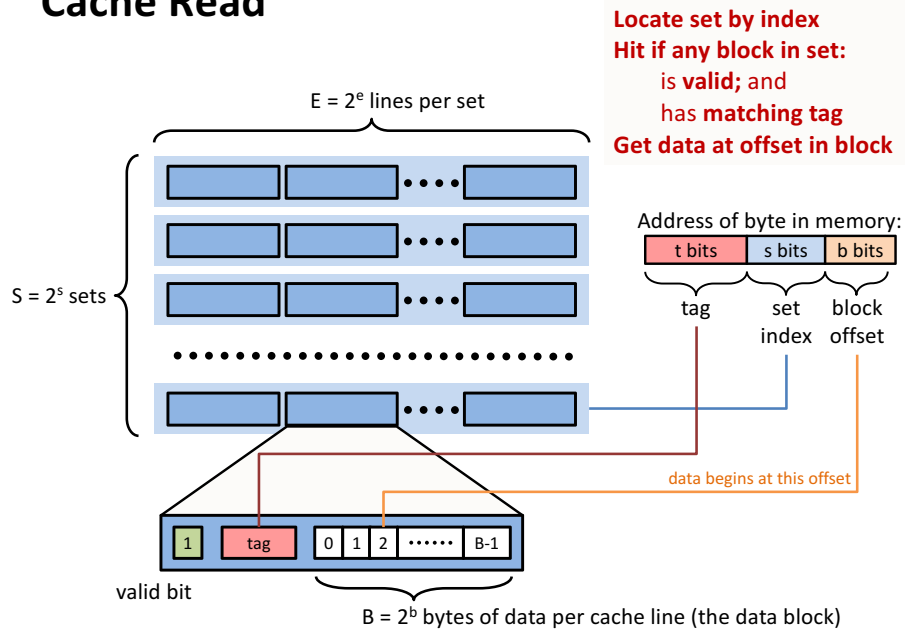 Cache Read
Locate set by index
Hit if any block in set:
is valid; and
has matching tag
Get data at offset in block
E = 2ᵉ lines per set
S = 2ˢ sets
Address of byte in memory:
t bits s bits b bits
tag set index block offset
data begins at this offset
1 tag 0 1 2 •••••• B-1
valid bit
B = 2ᵇ bytes of data per cache line (the data block)